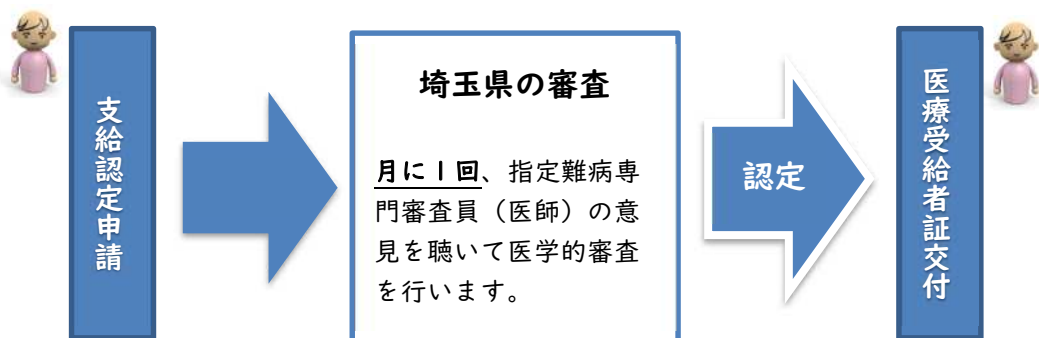 支給認定申請
埼玉県の審査
月に1回、指定難病専
門審査員（医師）の意
見を聴いて医学的審査
を行います。
認定
医療受給者証交付